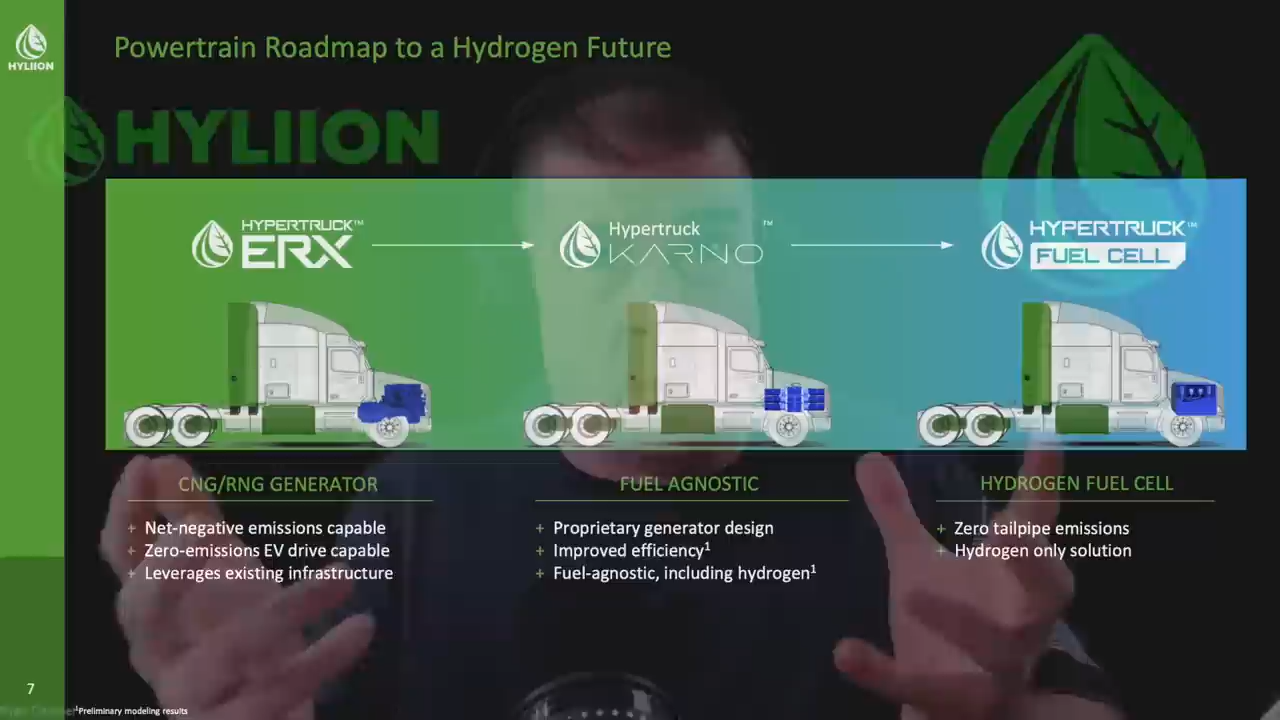 HYLIION
Powertrain Roadmap to a Hydrogen Future
HYLIION
HYPERTRUCK™
ERX
Hypertruck™
KARNO
HYPERTRUCK™
FUEL CELL
CNG/RNG GENERATOR
+ Net-negative emissions capable
+ Zero-emissions EV drive capable
+ Leverages existing infrastructure
FUEL AGNOSTIC
+ Proprietary generator design
+ Improved efficiency¹
+ Fuel-agnostic, including hydrogen¹
HYDROGEN FUEL CELL
+ Zero tailpipe emissions
+ Hydrogen only solution
7
¹Preliminary modeling results